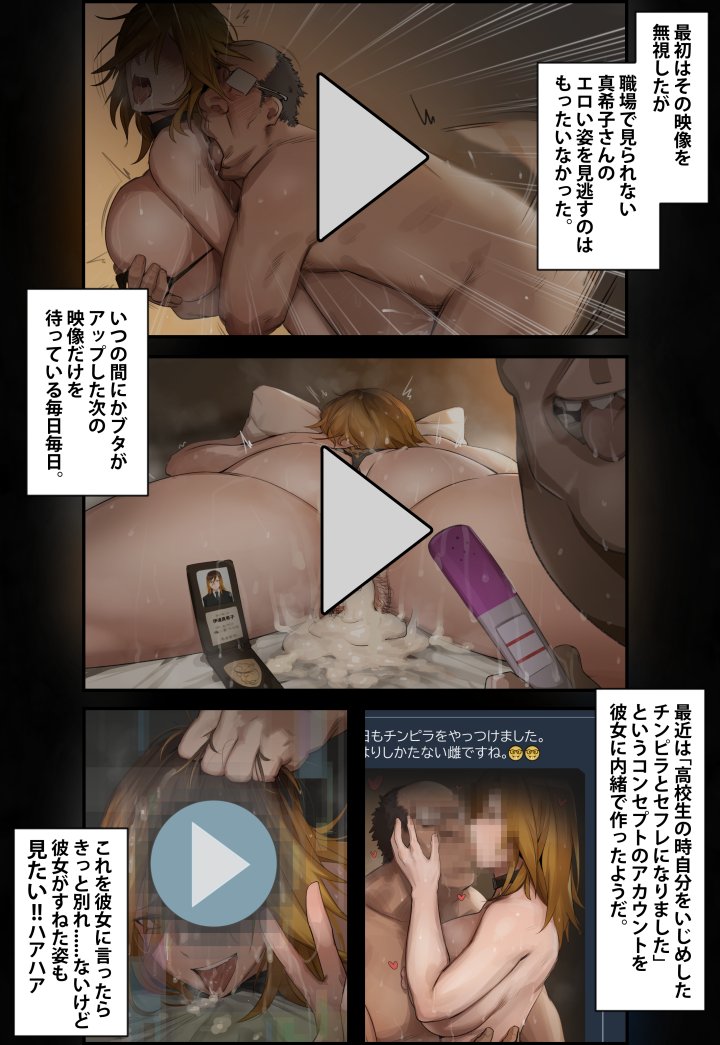 最初はその映像を
無視したが
職場で見られない
真希子さんの
エロい姿を見逃すのは
もったいなかった。
いつの間にかブタが
アップした次の
映像だけを
待っている毎日毎日。
伊達真希子
最近は「高校生の時自分をいじめした
チンピラとセフレになりました」
というコンセプトのアカウントを
彼女に内緒で作ったようだ。
日もチンピラをやっつけました。
はりしかたない雌ですね。🤓🤓
これを彼女に言ったら
きっと別れ……ないけど
彼女がすねた姿も
見たい!!ハアハア